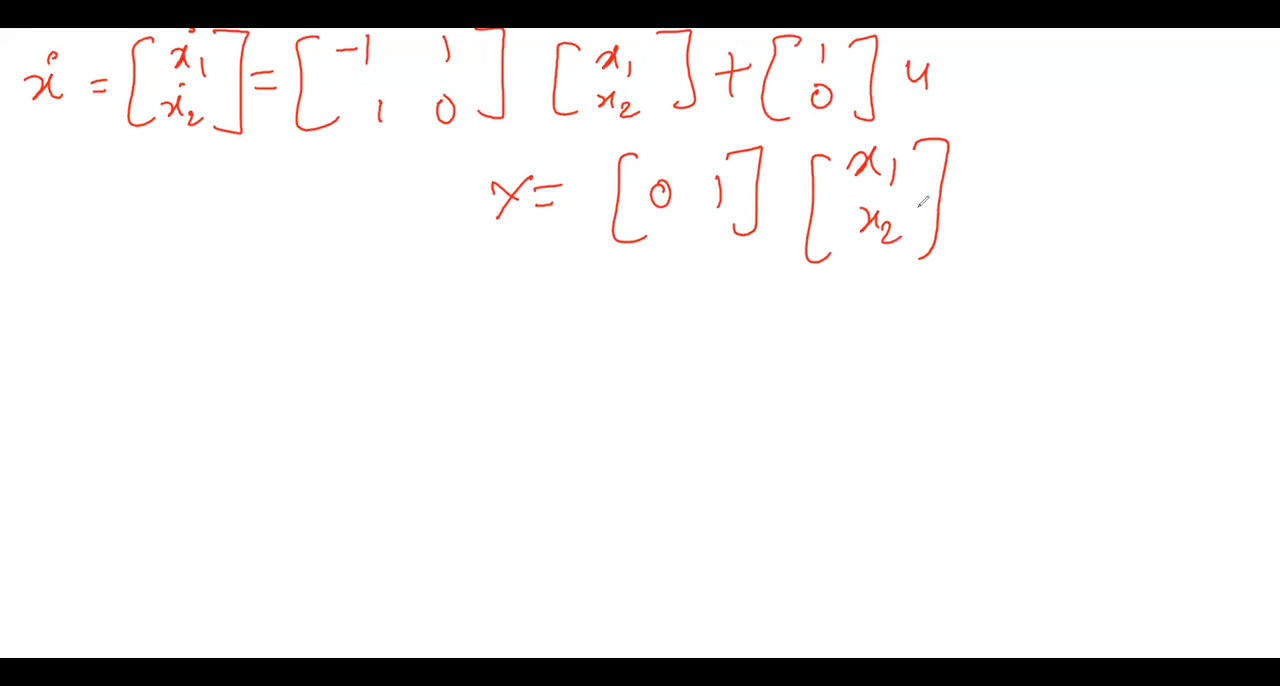 ẋ = [ẋ₁ ẋ₂] = [-1 1 1 0] [x₁ x₂] + [1 0] u
Y = [0 1] [x₁ x₂]